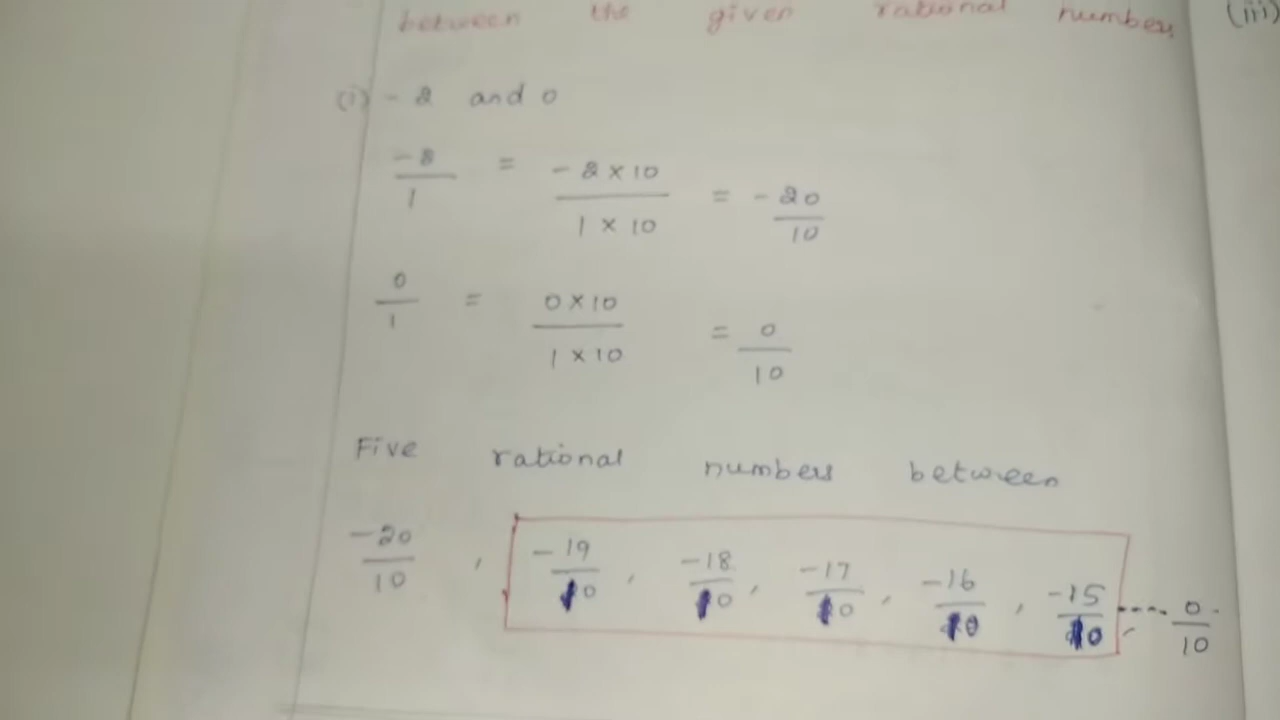 between the given rational numbers (iii)
(i) -2 and 0
-2/1 = -2 × 10 / 1 × 10 = -20/10
0/1 = 0 × 10 / 1 × 10 = 0/10
Five rational numbers between
-20/10 , -19/10 , -18/10 , -17/10 , -16/10 , -15/10 , ---- 0/10